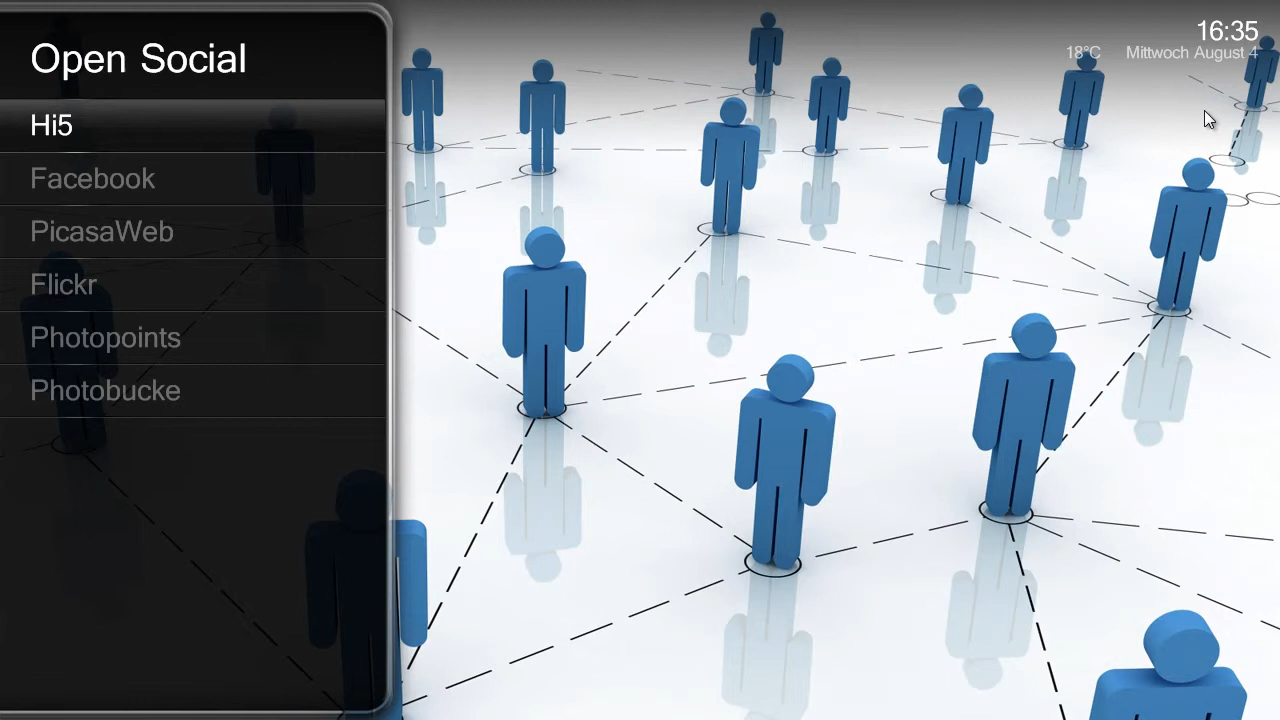 Open Social
Hi5
Facebook
PicasaWeb
Flickr
Photopoints
Photobucke
16:35
18°C Mittwoch August 4